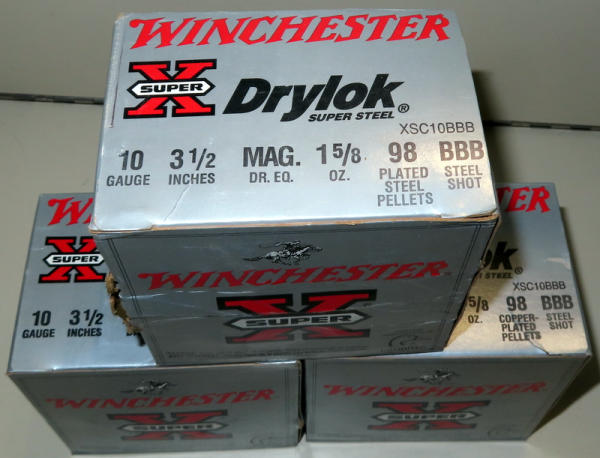 WINCHESTER
SUPER X Drylok
SUPER STEEL®
XSC10BBB
10 3 1/2 MAG. 1 5/8 98 BBB
GAUGE INCHES DR. EQ. OZ. PLATED STEEL
STEEL SHOT
PELLETS
WINCHESTER
SUPER X
10 3 1/2
GAUGE INCHES
SUPER
XSC10BBB
5/8 98 BBB
OZ. COPPER- STEEL
PLATED SHOT
PELLETS
WINCHESTER
X SUPER
WINCHESTER
X SUPER